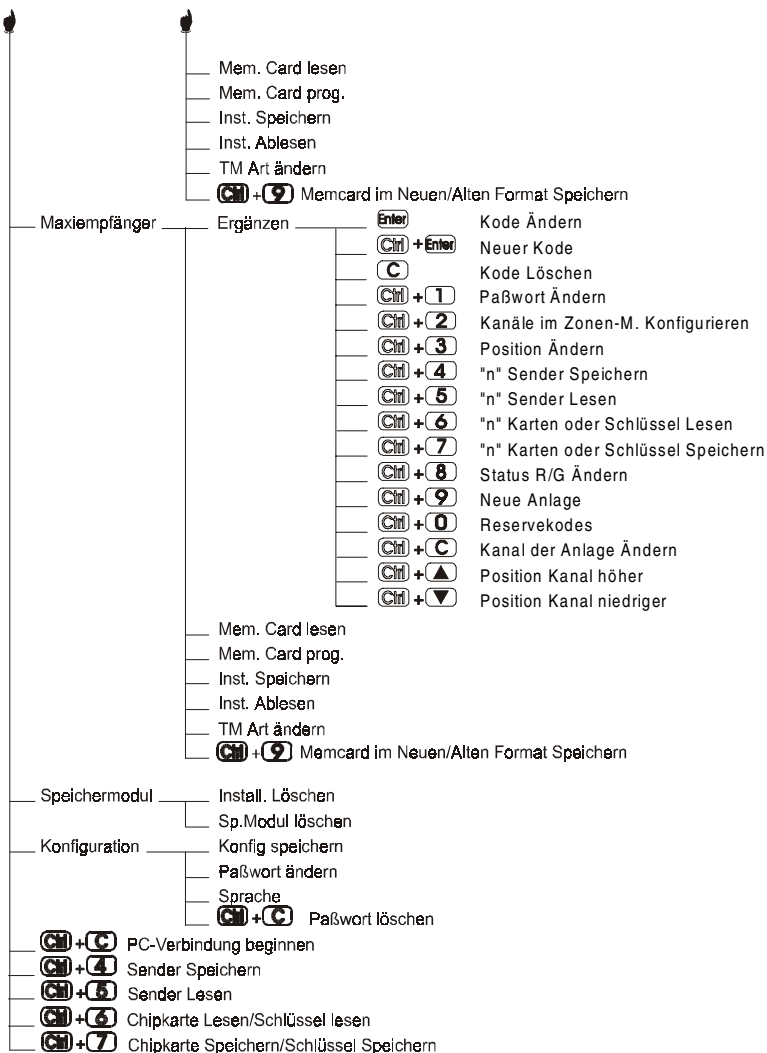 Mem. Card lesen
Mem. Card prog.
Inst. Speichern
Inst. Ablesen
TM Art ändern
Ctrl + 9 Memcard im Neuen/Alten Format Speichern
Maxiempfänger Ergänzen Enter Kode Ändern
Ctrl + Enter Neuer Kode
C Kode Löschen
Ctrl + 1 Paßwort Ändern
Ctrl + 2 Kanäle im Zonen-M. Konfigurieren
Ctrl + 3 Position Ändern
Ctrl + 4 "n" Sender Speichern
Ctrl + 5 "n" Sender Lesen
Ctrl + 6 "n" Karten oder Schlüssel Lesen
Ctrl + 7 "n" Karten oder Schlüssel Speichern
Ctrl + 8 Status R/G Ändern
Ctrl + 9 Neue Anlage
Ctrl + 0 Reservekodes
Ctrl + C Kanal der Anlage Ändern
Ctrl + ▲ Position Kanal höher
Ctrl + ▼ Position Kanal niedriger
Mem. Card lesen
Mem. Card prog.
Inst. Speichern
Inst. Ablesen
TM Art ändern
Ctrl + 9 Memcard im Neuen/Alten Format Speichern
Speichermodul Install. Löschen
Sp.Modul löschen
Konfiguration Konfig speichern
Paßwort ändern
Sprache
Ctrl + C Paßwort löschen
Ctrl + C PC-Verbindung beginnen
Ctrl + 4 Sender Speichern
Ctrl + 5 Sender Lesen
Ctrl + 6 Chipkarte Lesen/Schlüssel lesen
Ctrl + 7 Chipkarte Speichern/Schlüssel Speichern